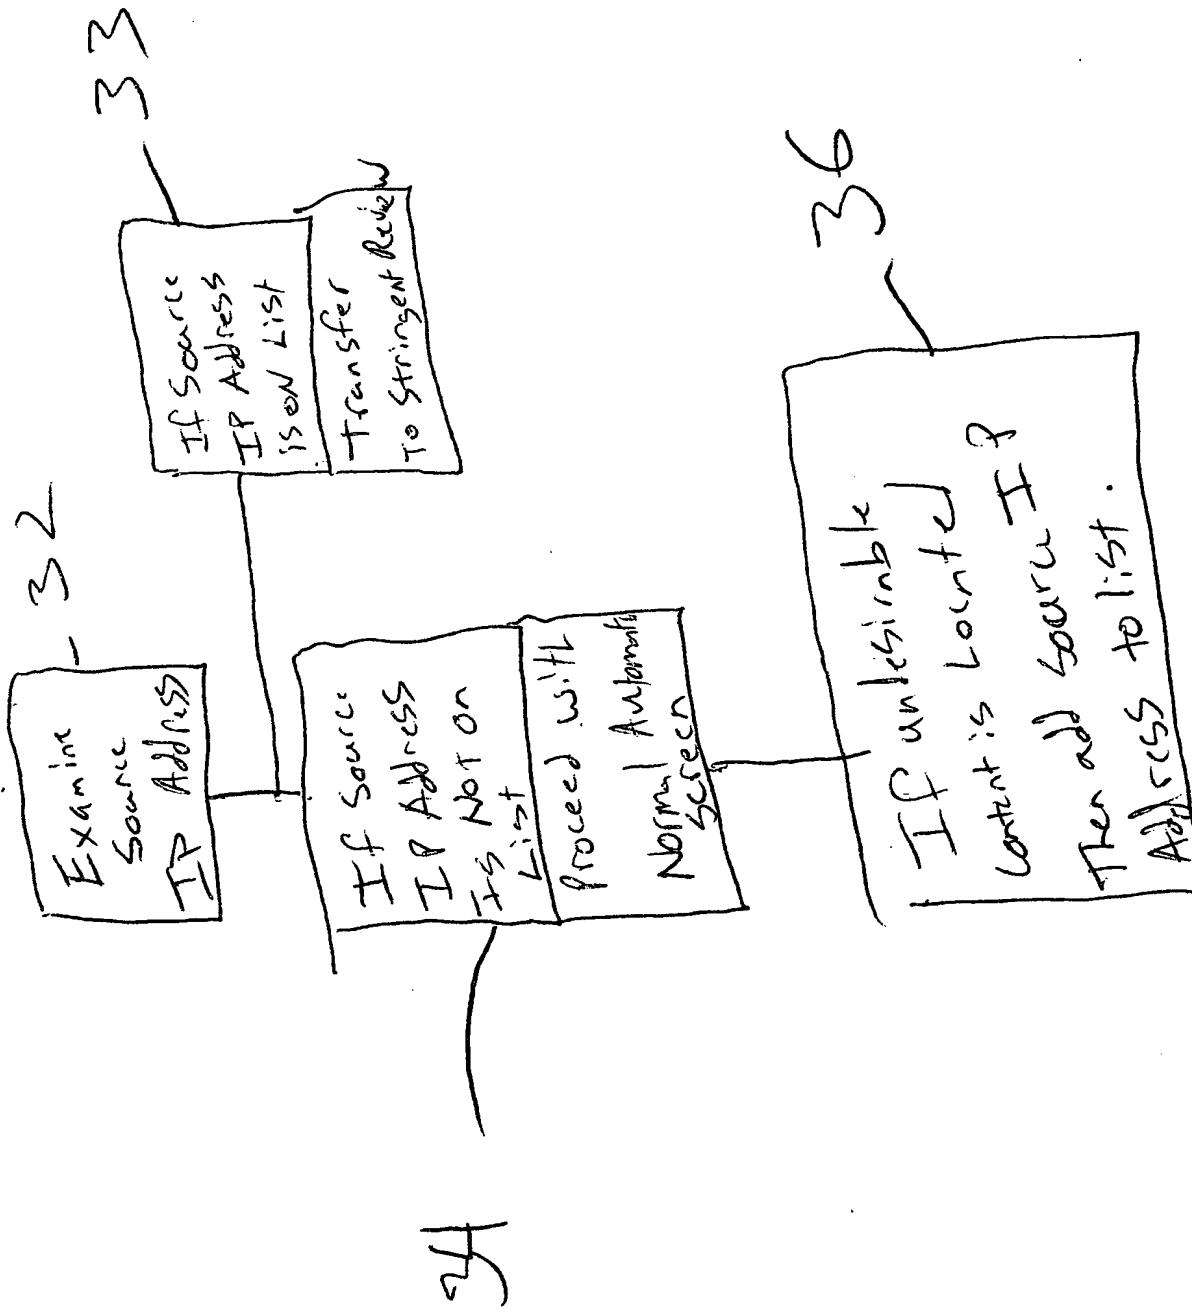 Examine
Source
IP Address
32
If Source
IP Address
is on List
Transfer
To Stringent Review
33
If Source
IP Address
Is Not on
List
Proceed with
Normal Automatic
Screen
34
If undesirable
Content is Located
Then add Source IP
Address to list.
36